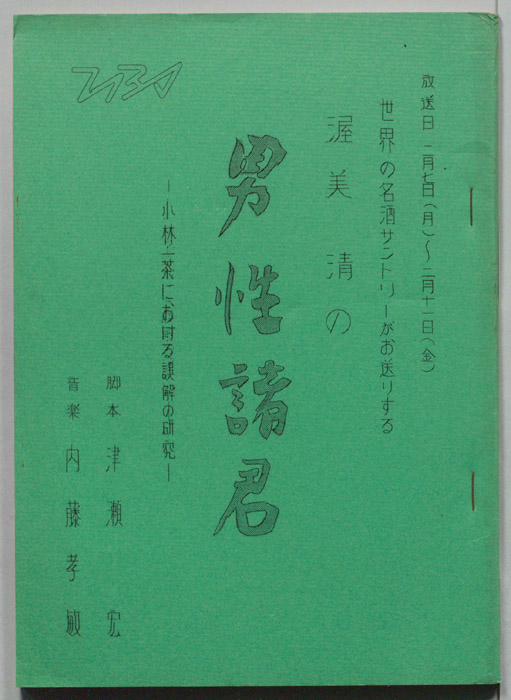 放送日 二月七日(月)〜二月十一日(金)
世界の名酒サントリーがお送りする
渥美清の
男性諸君
―小林一茶における誤解の研究―
脚本 津瀬宏
音楽 内藤孝敏